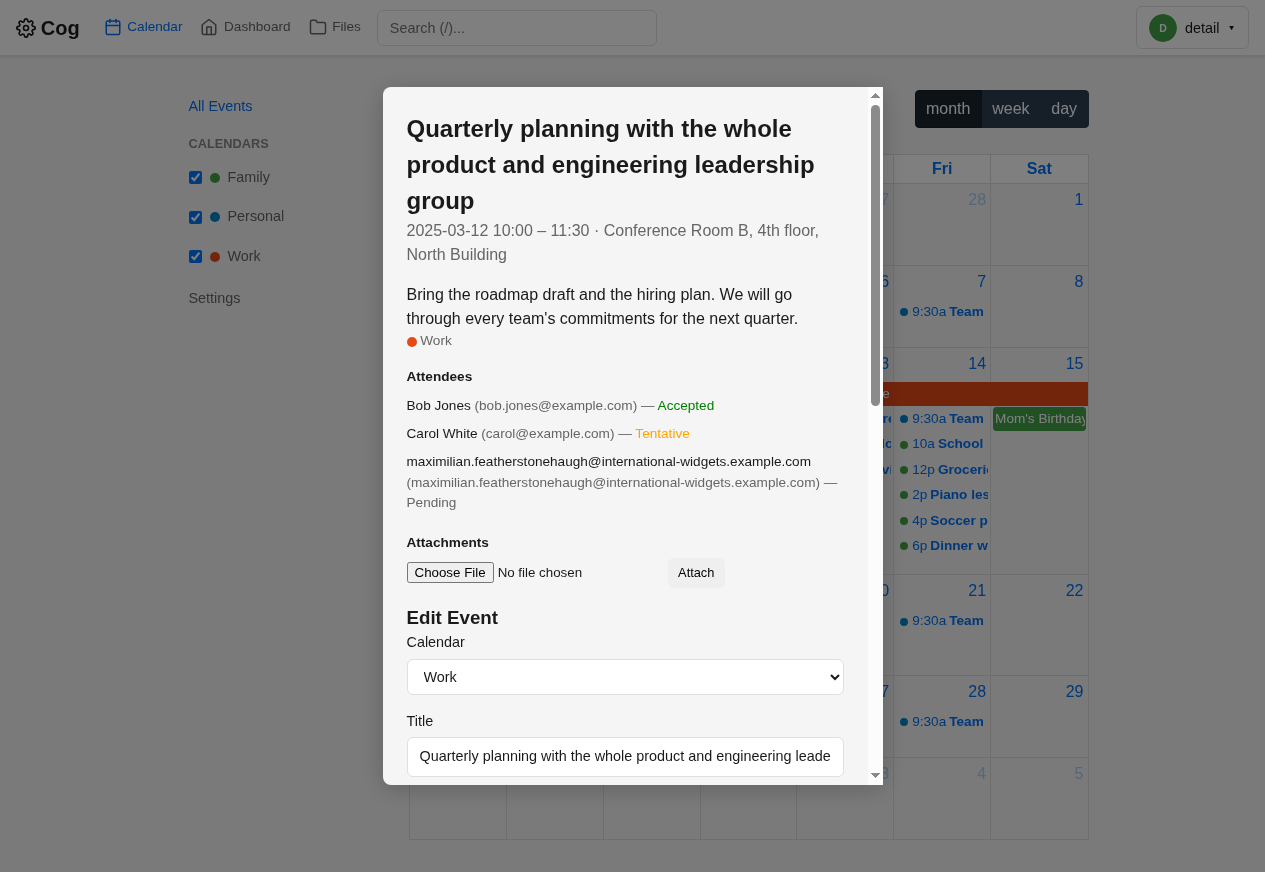 Cog
Calendar
Dashboard
Files
Search (/)...
D
detail
All Events
CALENDARS
Family
Personal
Work
Settings
month
week
day
Quarterly planning with the whole
product and engineering leadership
group
2025-03-12 10:00 – 11:30 · Conference Room B, 4th floor,
North Building
Bring the roadmap draft and the hiring plan. We will go
through every team's commitments for the next quarter.
Work
Attendees
Bob Jones (bob.jones@example.com) — Accepted
Carol White (carol@example.com) — Tentative
maximilian.featherstonehaugh@international-widgets.example.com
(maximilian.featherstonehaugh@international-widgets.example.com) —
Pending
Attachments
Choose File No file chosen
Attach
Edit Event
Calendar
Work
Title
Quarterly planning with the whole product and engineering leade
Fri
Sat
28
1
7
8
9:30a Team
14
15
9:30a Team
Mom's Birthday
10a School
12p Groceri
2p Piano les
4p Soccer p
6p Dinner w
21
22
9:30a Team
28
29
9:30a Team
4
5